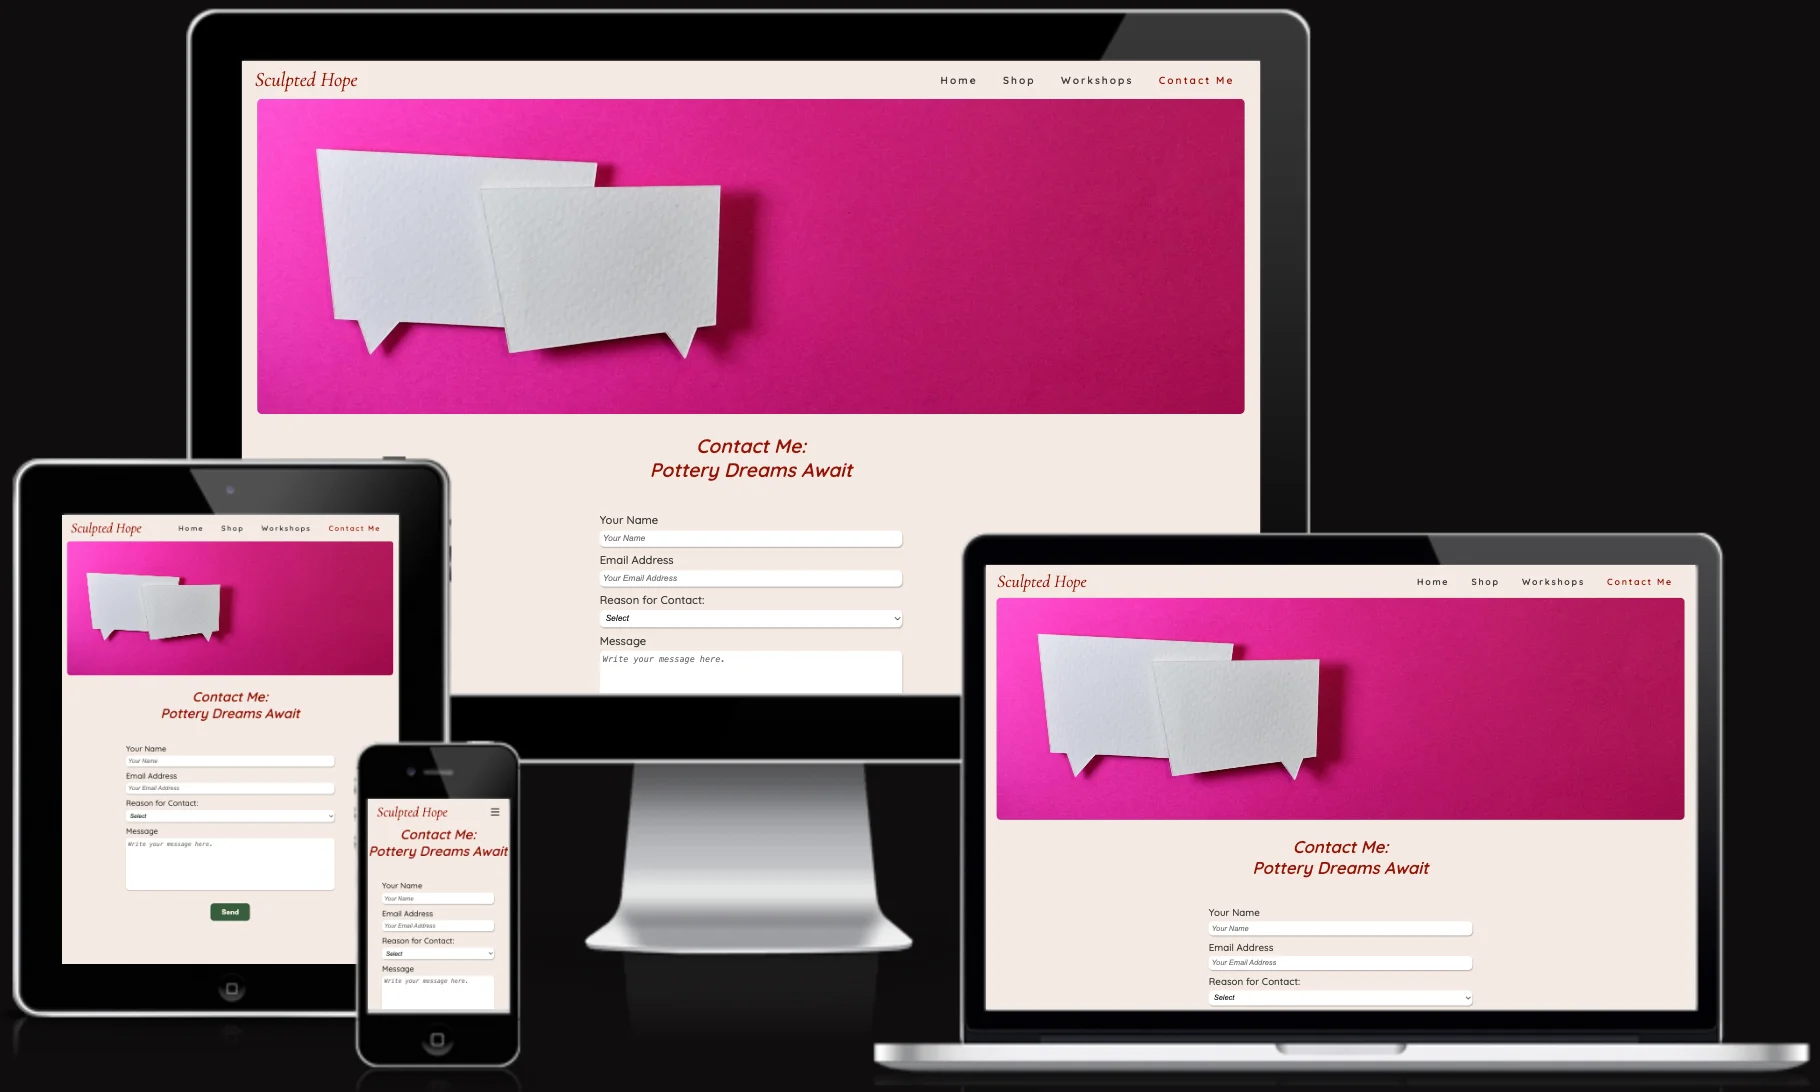 Sculpted Hope
Home Shop Workshops Contact Me
Contact Me:
Pottery Dreams Await
Your Name
Your Name
Email Address
Your Email Address
Reason for Contact:
Select
Message
Write your message here.
Sculpted Hope
Home Shop Workshops Contact Me
Contact Me:
Pottery Dreams Await
Your Name
Your Name
Email Address
Your Email Address
Reason for Contact:
Select
Message
Write your message here.
Send
Sculpted Hope
Contact Me:
Pottery Dreams Await
Your Name
Your Name
Email Address
Your Email Address
Reason for Contact:
Select
Message
Write your message here.
Sculpted Hope
Home Shop Workshops Contact Me
Contact Me:
Pottery Dreams Await
Your Name
Your Name
Email Address
Your Email Address
Reason for Contact:
Select